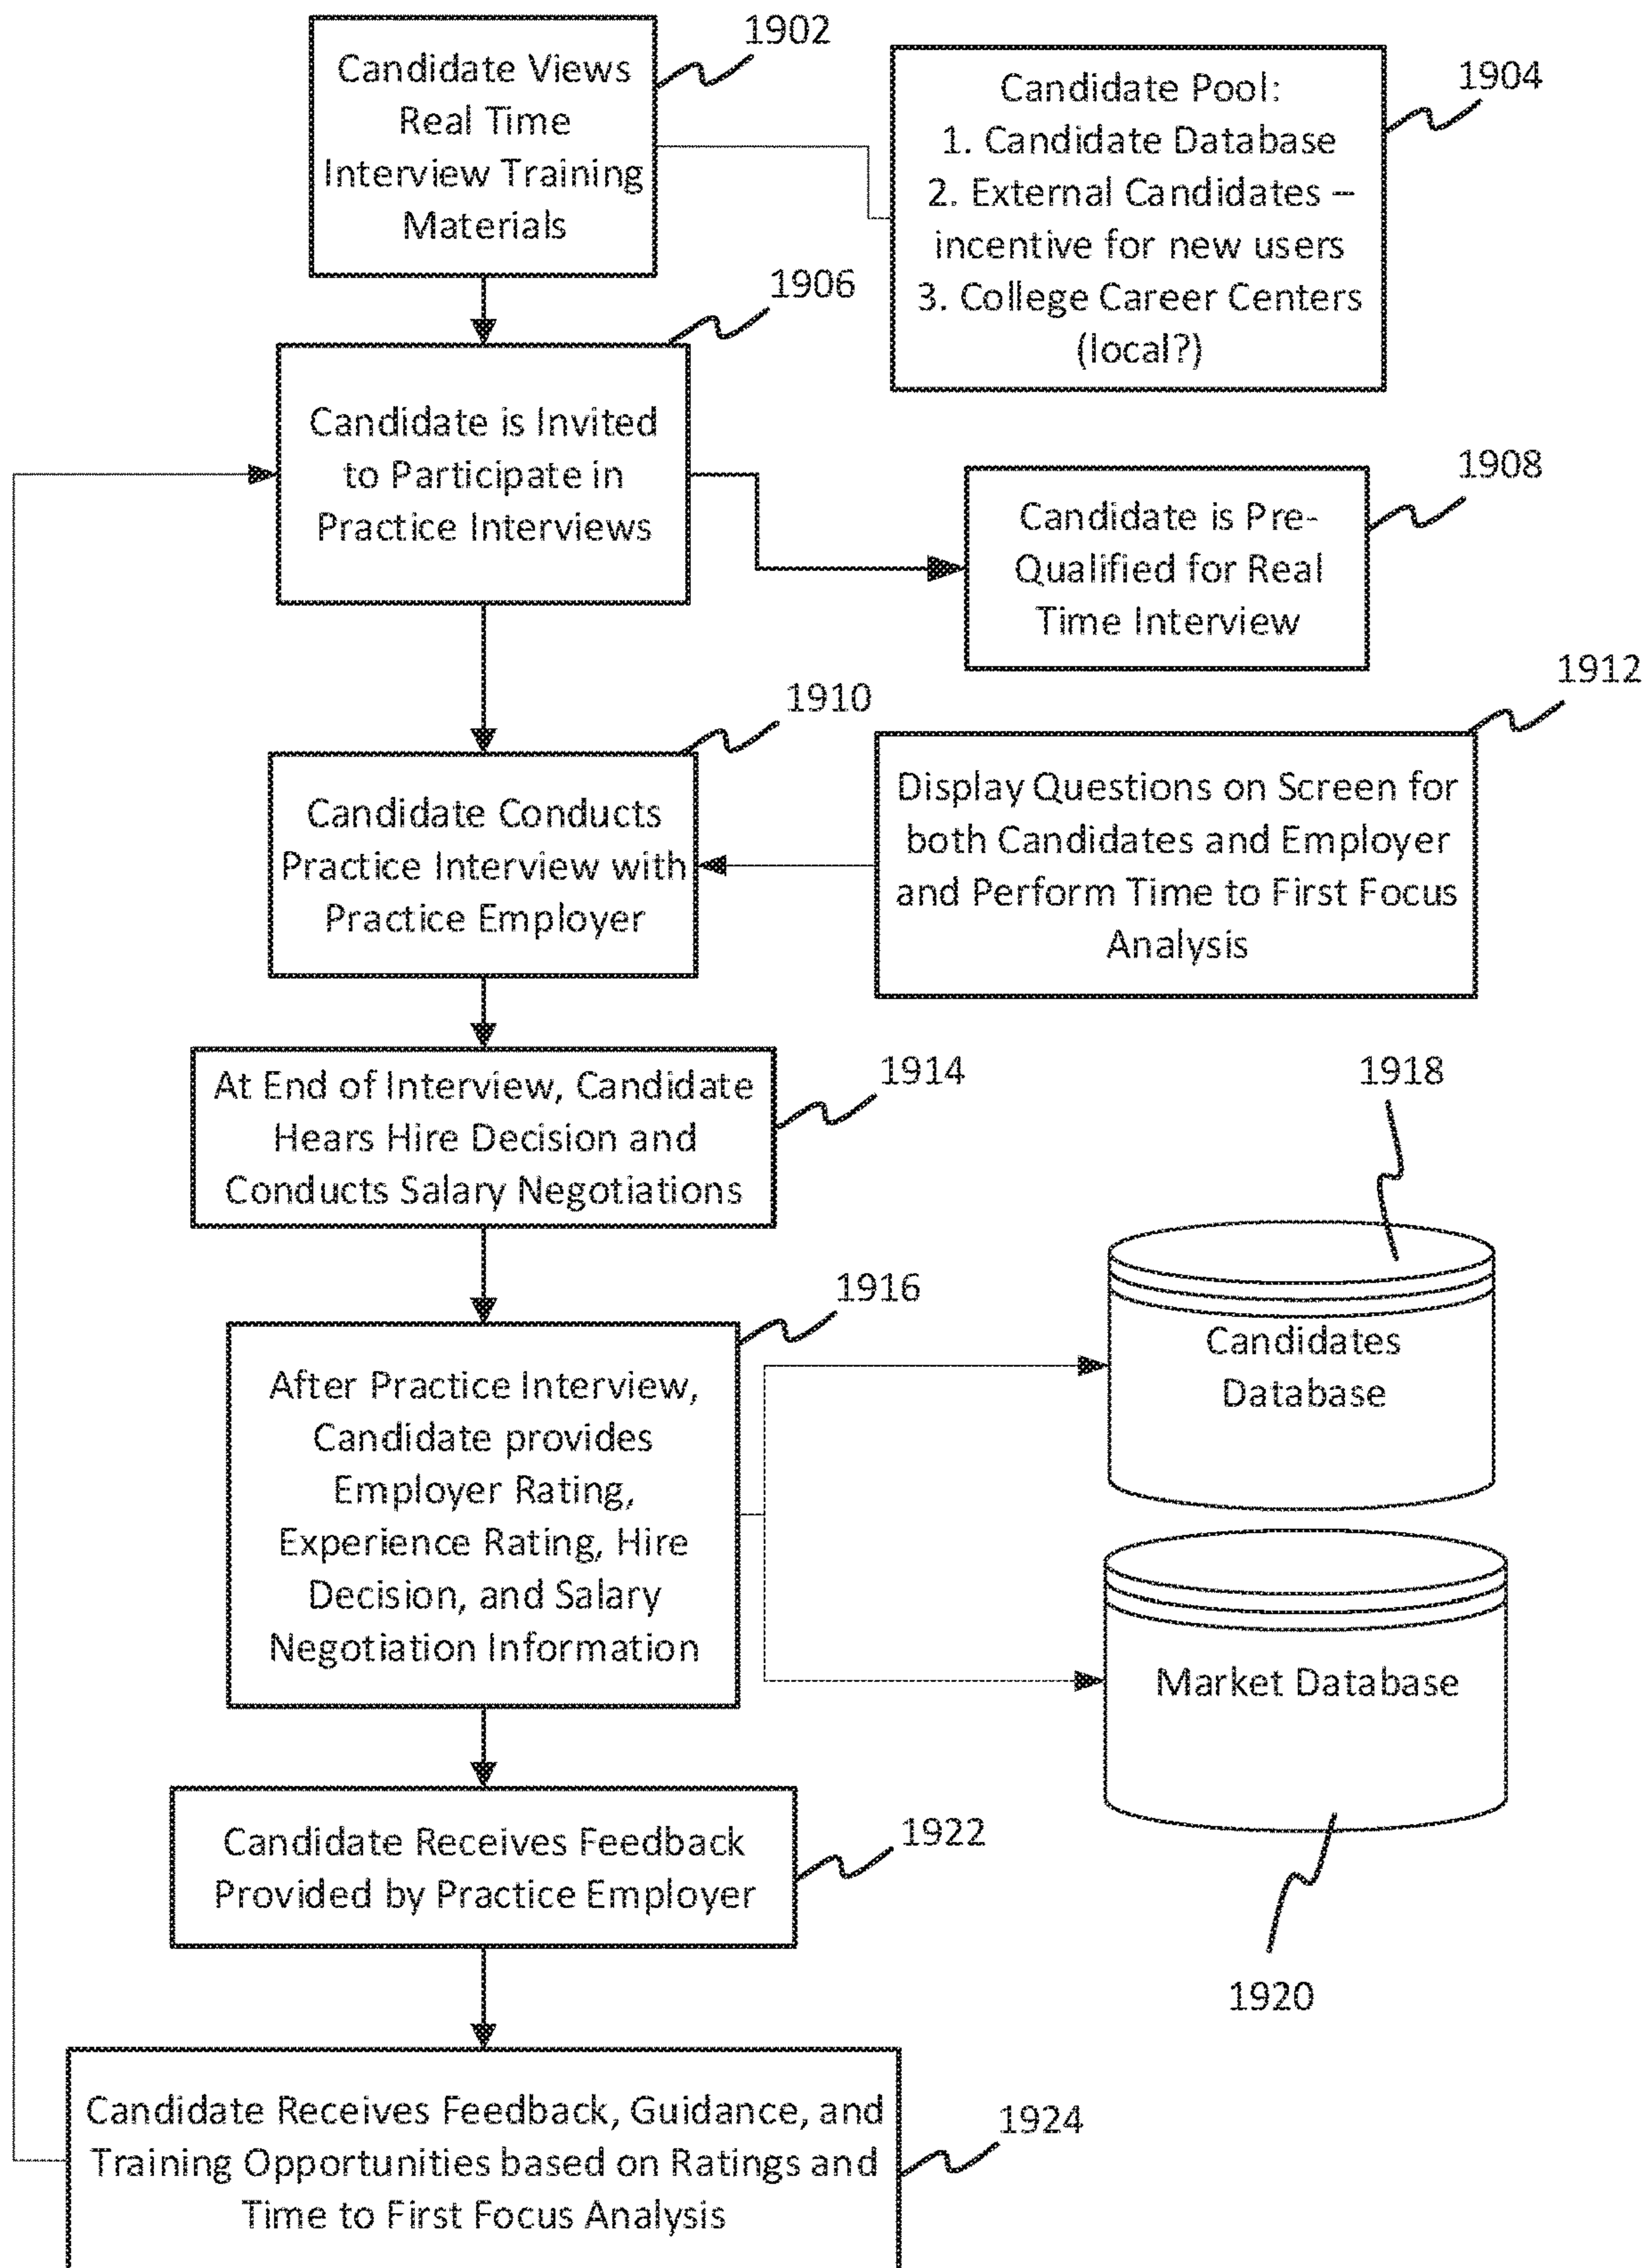 1902
Candidate Views
Real Time
Interview Training
Materials
1904
Candidate Pool:
1. Candidate Database
2. External Candidates –
incentive for new users
3. College Career Centers
(local?)
1906
Candidate is Invited
to Participate in
Practice Interviews
1908
Candidate is Pre-
Qualified for Real
Time Interview
1910
Candidate Conducts
Practice Interview with
Practice Employer
1912
Display Questions on Screen for
both Candidates and Employer
and Perform Time to First Focus
Analysis
1914
At End of Interview, Candidate
Hears Hire Decision and
Conducts Salary Negotiations
1916
After Practice Interview,
Candidate provides
Employer Rating,
Experience Rating, Hire
Decision, and Salary
Negotiation Information
1918
Candidates
Database
Market Database
1920
1922
Candidate Receives Feedback
Provided by Practice Employer
1924
Candidate Receives Feedback, Guidance, and
Training Opportunities based on Ratings and
Time to First Focus Analysis